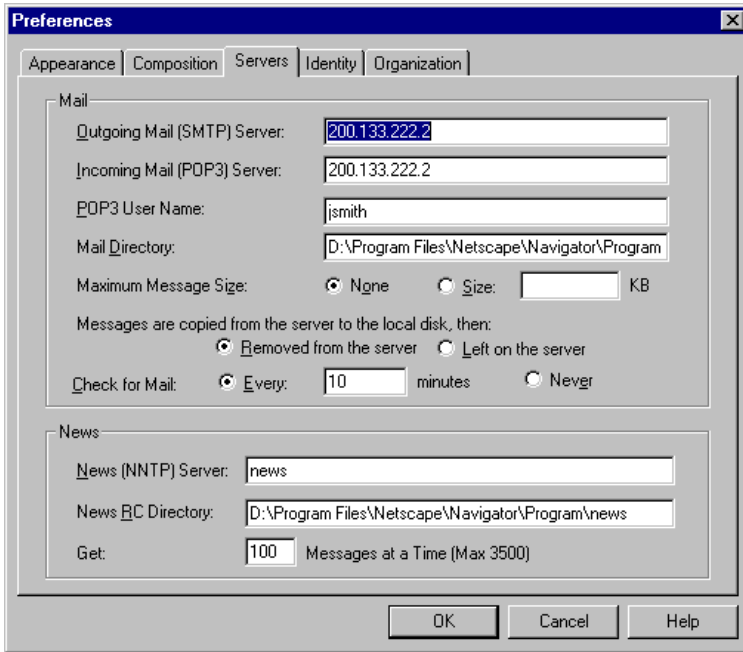 Preferences
Appearance Composition Servers Identity Organization
Mail
Outgoing Mail (SMTP) Server: 200.133.222.2
Incoming Mail (POP3) Server: 200.133.222.2
POP3 User Name: jsmith
Mail Directory: D:\Program Files\Netscape\Navigator\Program
Maximum Message Size: None Size: KB
Messages are copied from the server to the local disk, then:
Removed from the server Left on the server
Check for Mail: Every: 10 minutes Never
News
News (NNTP) Server: news
News RC Directory: D:\Program Files\Netscape\Navigator\Program\news
Get: 100 Messages at a Time (Max 3500)
OK Cancel Help